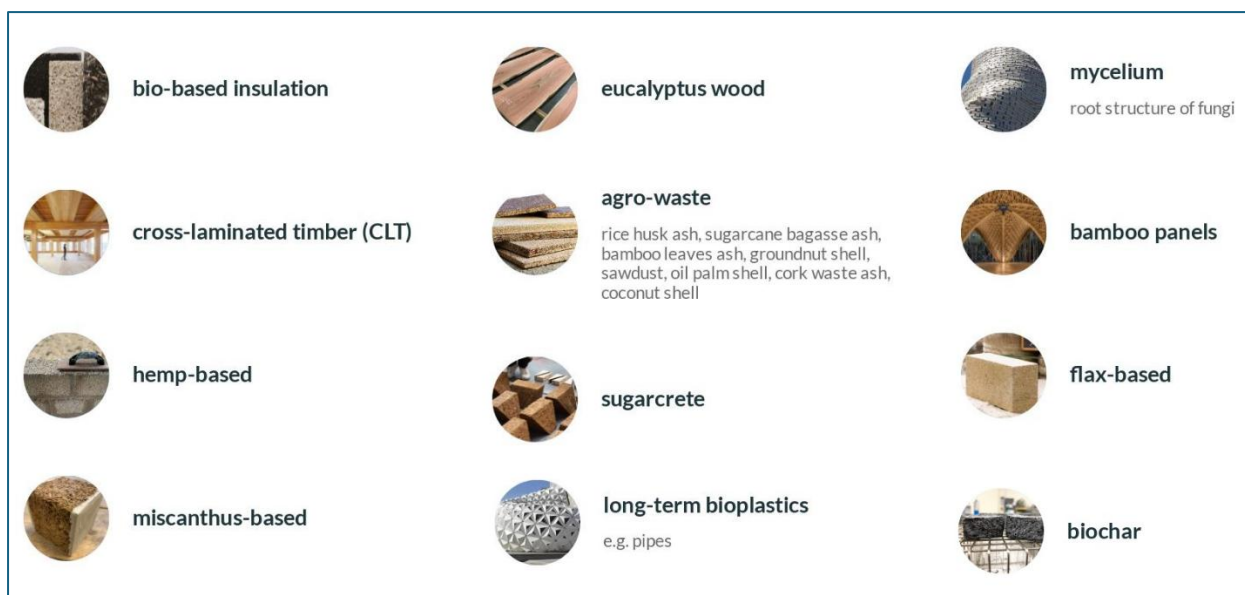 bio-based insulation
eucalyptus wood
mycelium
root structure of fungi
cross-laminated timber (CLT)
agro-waste
rice husk ash, sugarcane bagasse ash,
bamboo leaves ash, groundnut shell,
sawdust, oil palm shell, cork waste ash,
coconut shell
bamboo panels
hemp-based
sugarcrete
flax-based
miscanthus-based
long-term bioplastics
e.g. pipes
biochar